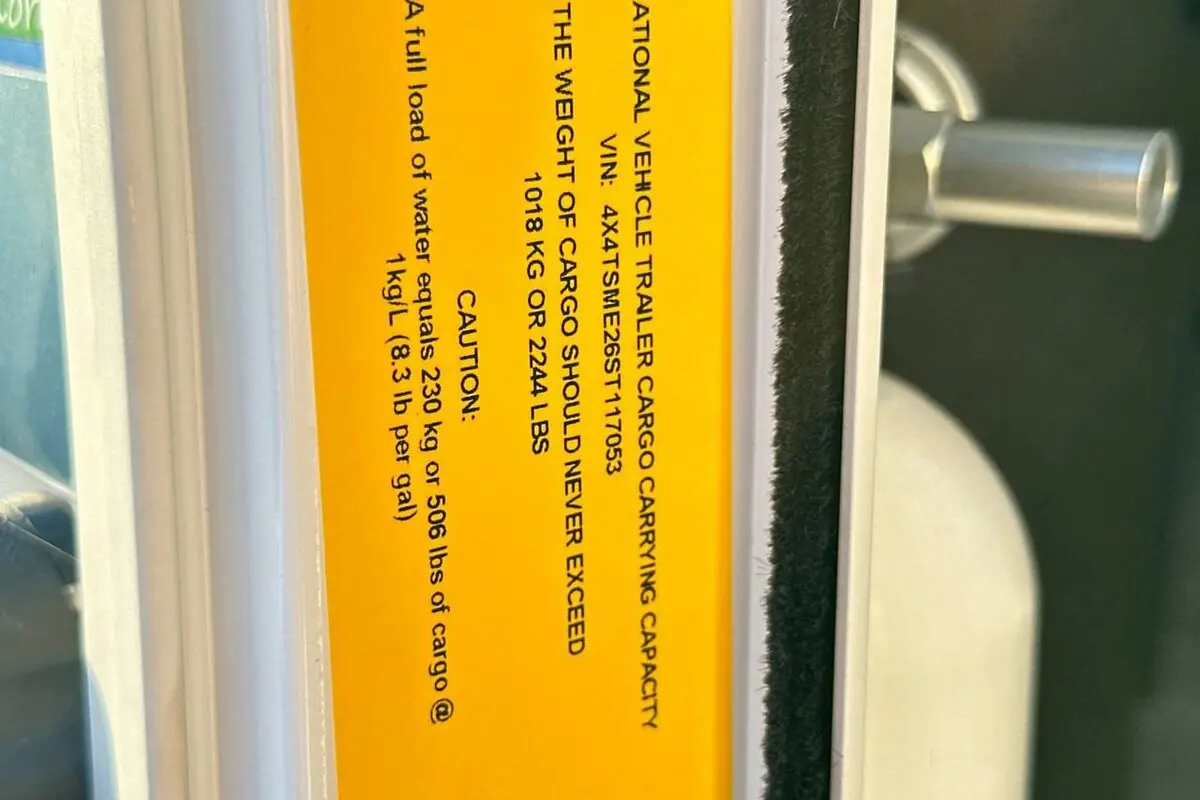 ATIONAL VEHICLE TRAILER CARGO CARRYING CAPACITY
VIN: 4X4TSME26ST117053
THE WEIGHT OF CARGO SHOULD NEVER EXCEED
1018 KG OR 2244 LBS
CAUTION:
A full load of water equals 230 kg or 506 lbs of cargo @
1kg/L (8.3 lb per gal)